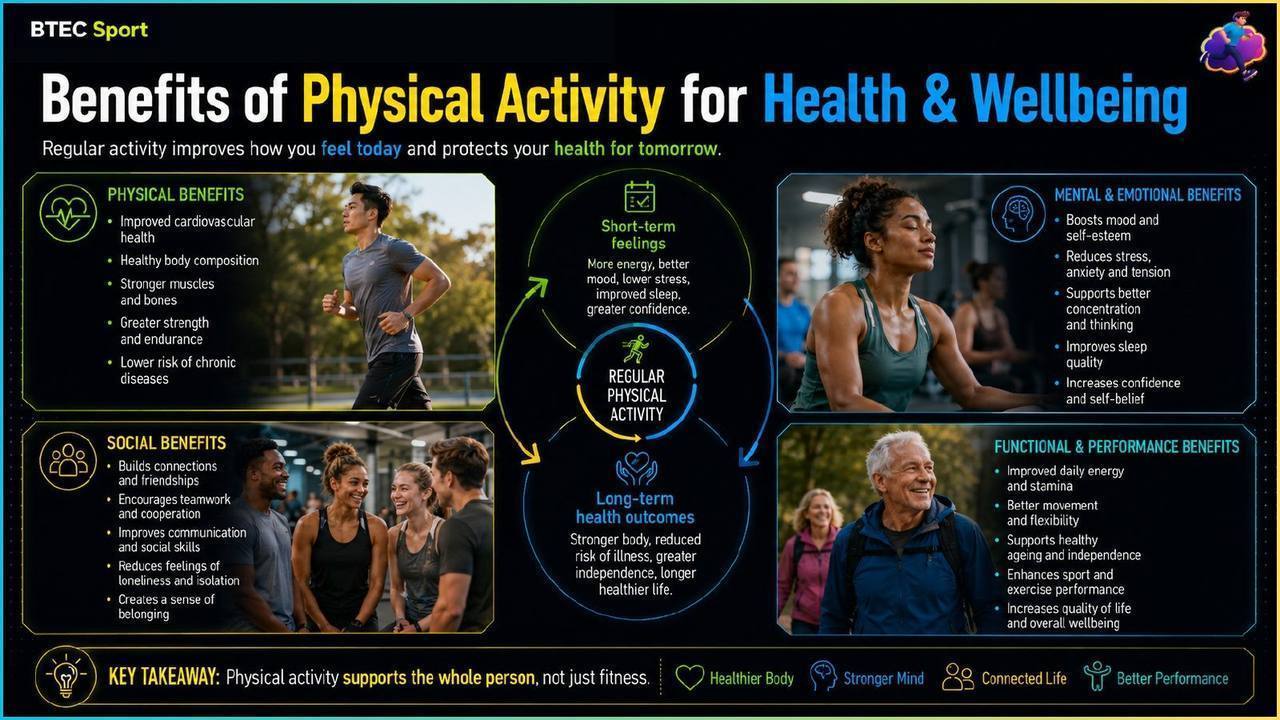 BTEC Sport
Benefits of Physical Activity for Health & Wellbeing
Regular activity improves how you feel today and protects your health for tomorrow.
PHYSICAL BENEFITS
• Improved cardiovascular
health
• Healthy body composition
• Stronger muscles
and bones
• Greater strength
and endurance
• Lower risk of chronic
diseases
Short-term
feelings
More energy, better
mood, lower stress,
improved sleep,
greater confidence.
REGULAR
PHYSICAL
ACTIVITY
Long-term
health outcomes
Stronger body, reduced
risk of illness, greater
independence, longer
healthier life.
MENTAL & EMOTIONAL BENEFITS
• Boosts mood and
self-esteem
• Reduces stress,
anxiety and tension
• Supports better
concentration
and thinking
• Improves sleep
quality
• Increases confidence
and self-belief
SOCIAL BENEFITS
• Builds connections
and friendships
• Encourages teamwork
and cooperation
• Improves communication
and social skills
• Reduces feelings of
loneliness and isolation
• Creates a sense of
belonging
FUNCTIONAL & PERFORMANCE BENEFITS
• Improved daily energy
and stamina
• Better movement
and flexibility
• Supports healthy
ageing and independence
• Enhances sport and
exercise performance
• Increases quality of life
and overall wellbeing
KEY TAKEAWAY: Physical activity supports the whole person, not just fitness.
Healthier Body
Stronger Mind
Connected Life
Better Performance